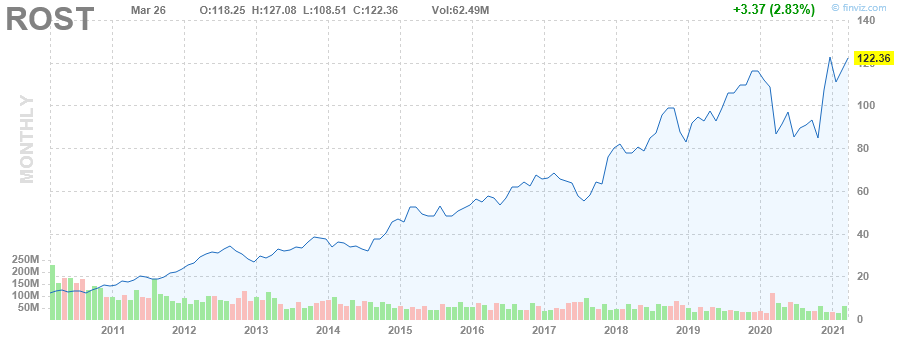 ROST Mar 26 O:118.25 H:127.08 L:108.51 C:122.36 Vol:62.49M +3.37 (2.83%) © finviz.com
MONTHLY
140
122.36
120
100
80
60
40
20
0
250M
200M
150M
100M
50M
2011 2012 2013 2014 2015 2016 2017 2018 2019 2020 2021